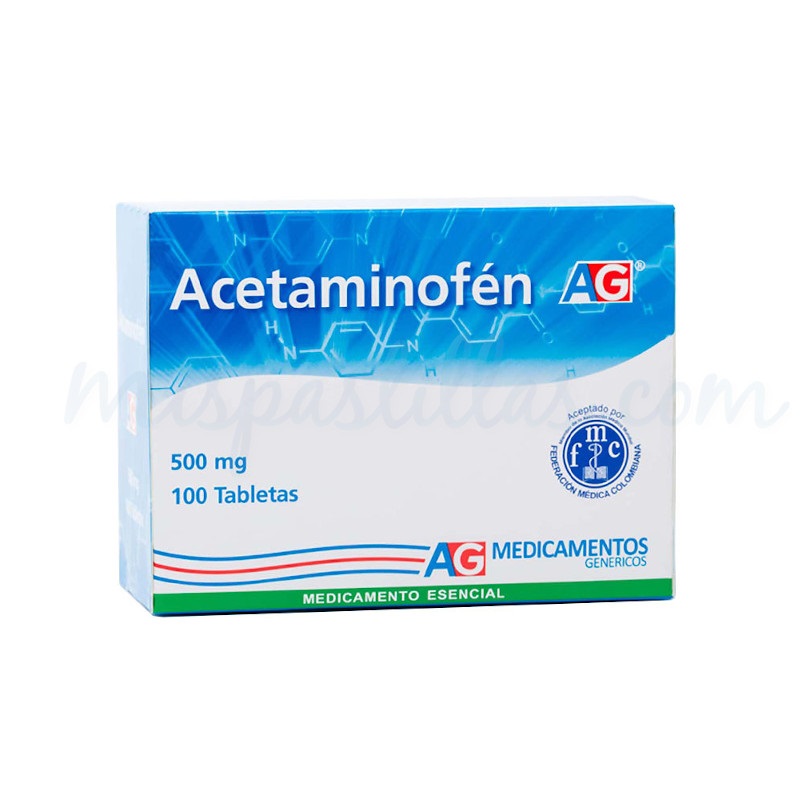 Acetaminofén AG®
mispastillas.com
Aceptado por
fmc
FEDERACIÓN MÉDICA COLOMBIANA
500 mg
100 Tabletas
AG MEDICAMENTOS
GENERICOS
MEDICAMENTO ESENCIAL
AG